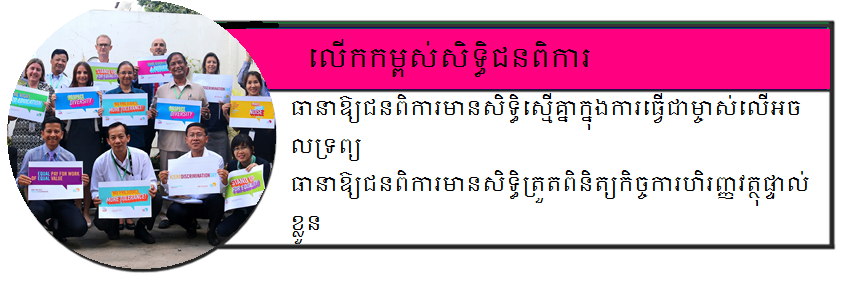 លើកកម្ពស់សិទ្ធិជនពិការ
ធានាឱ្យជនពិការមានសិទ្ធិស្មើគ្នាក្នុងការធ្វើជាម្ចាស់លើអច
លទ្រព្យ
ធានាឱ្យជនពិការមានសិទ្ធិត្រួតពិនិត្យកិច្ចការហិរញ្ញវត្ថុផ្ទាល់
ខ្លួន
DIVERSITY
MORE TOLERANCE
DIVERSITY
EQUAL PAY FOR WORK
OF EQUAL VALUE
MORE TOLERANCE
DISCRIMINATION
STAND UP